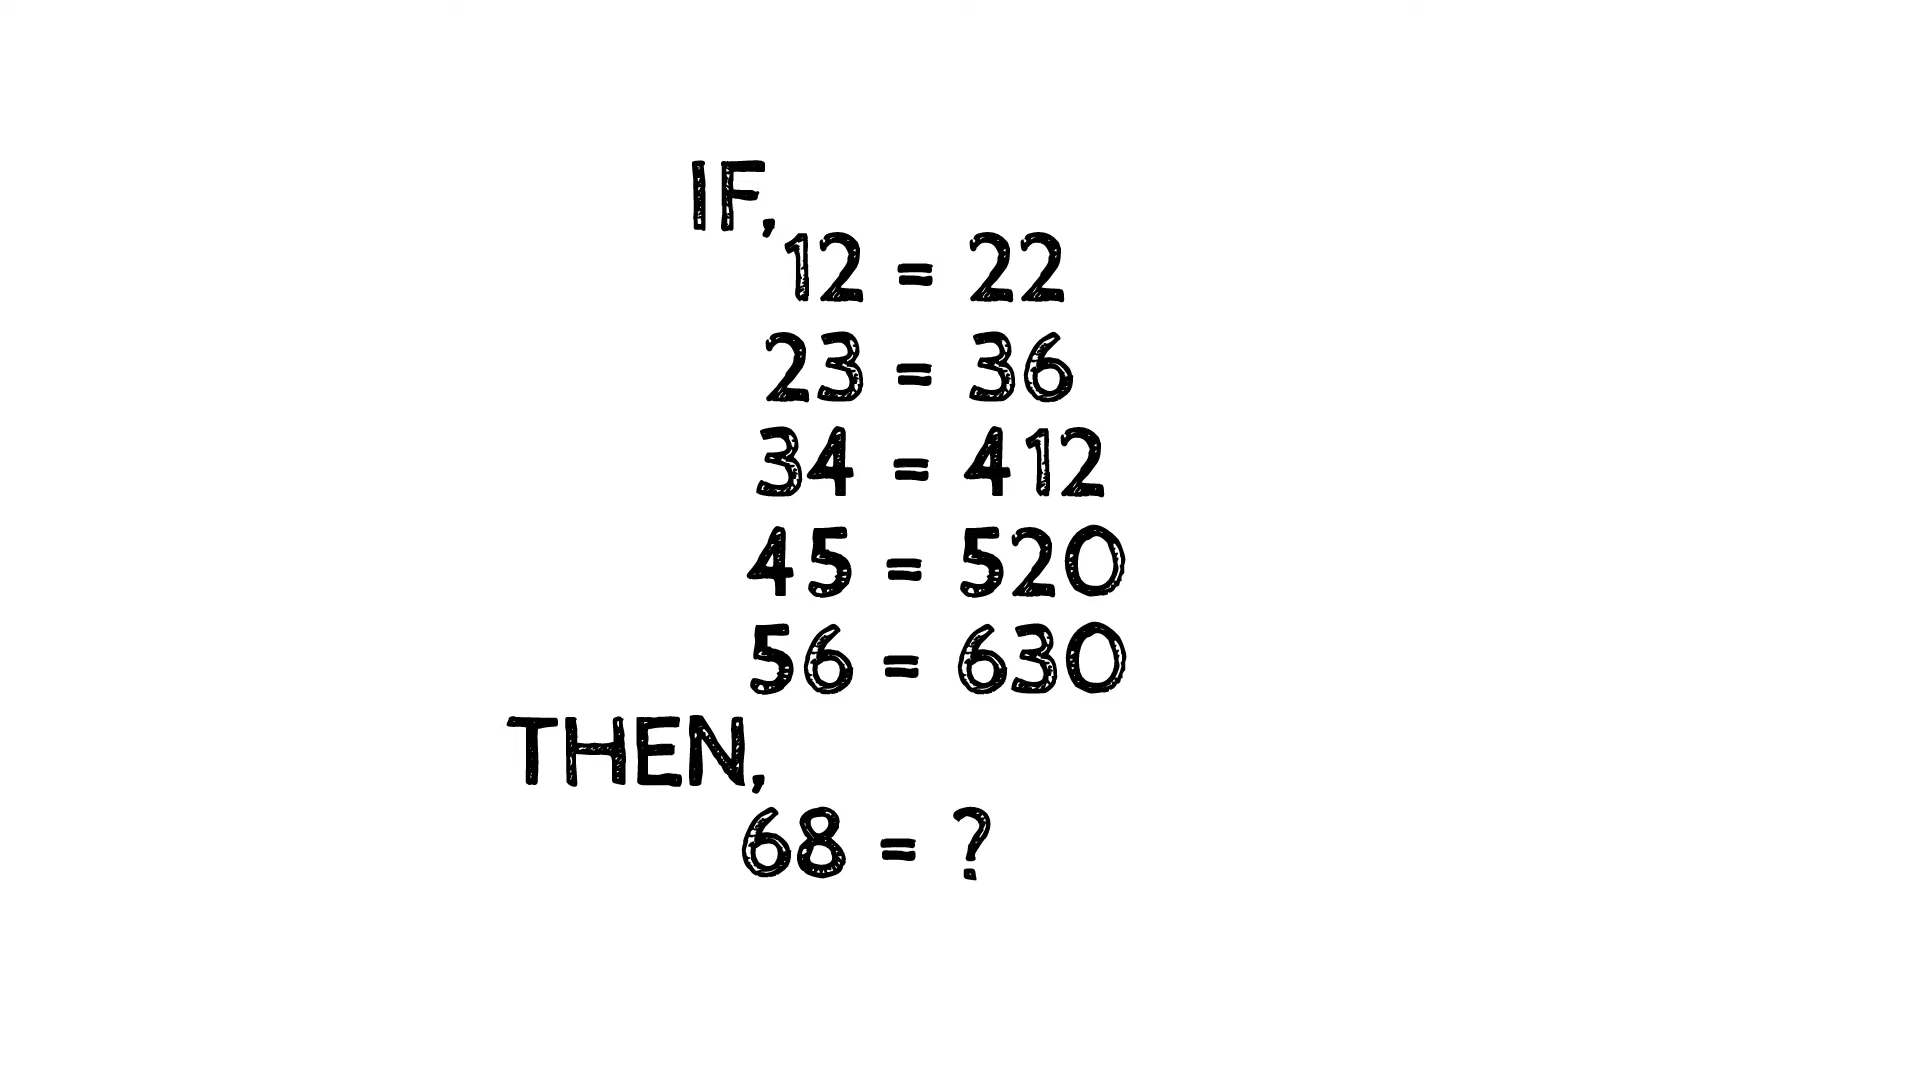 IF,
12 = 22
23 = 36
34 = 412
45 = 520
56 = 630
THEN,
68 = ?